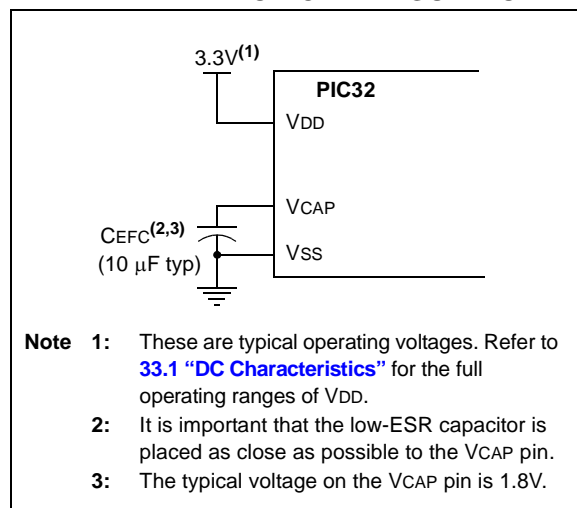 3.3V(1)
PIC32
VDD
VCAP
CEFC(2,3)
(10 μF typ)
VSS
Note 1: These are typical operating voltages. Refer to
33.1 “DC Characteristics” for the full
operating ranges of VDD.
2: It is important that the low-ESR capacitor is
placed as close as possible to the VCAP pin.
3: The typical voltage on the VCAP pin is 1.8V.